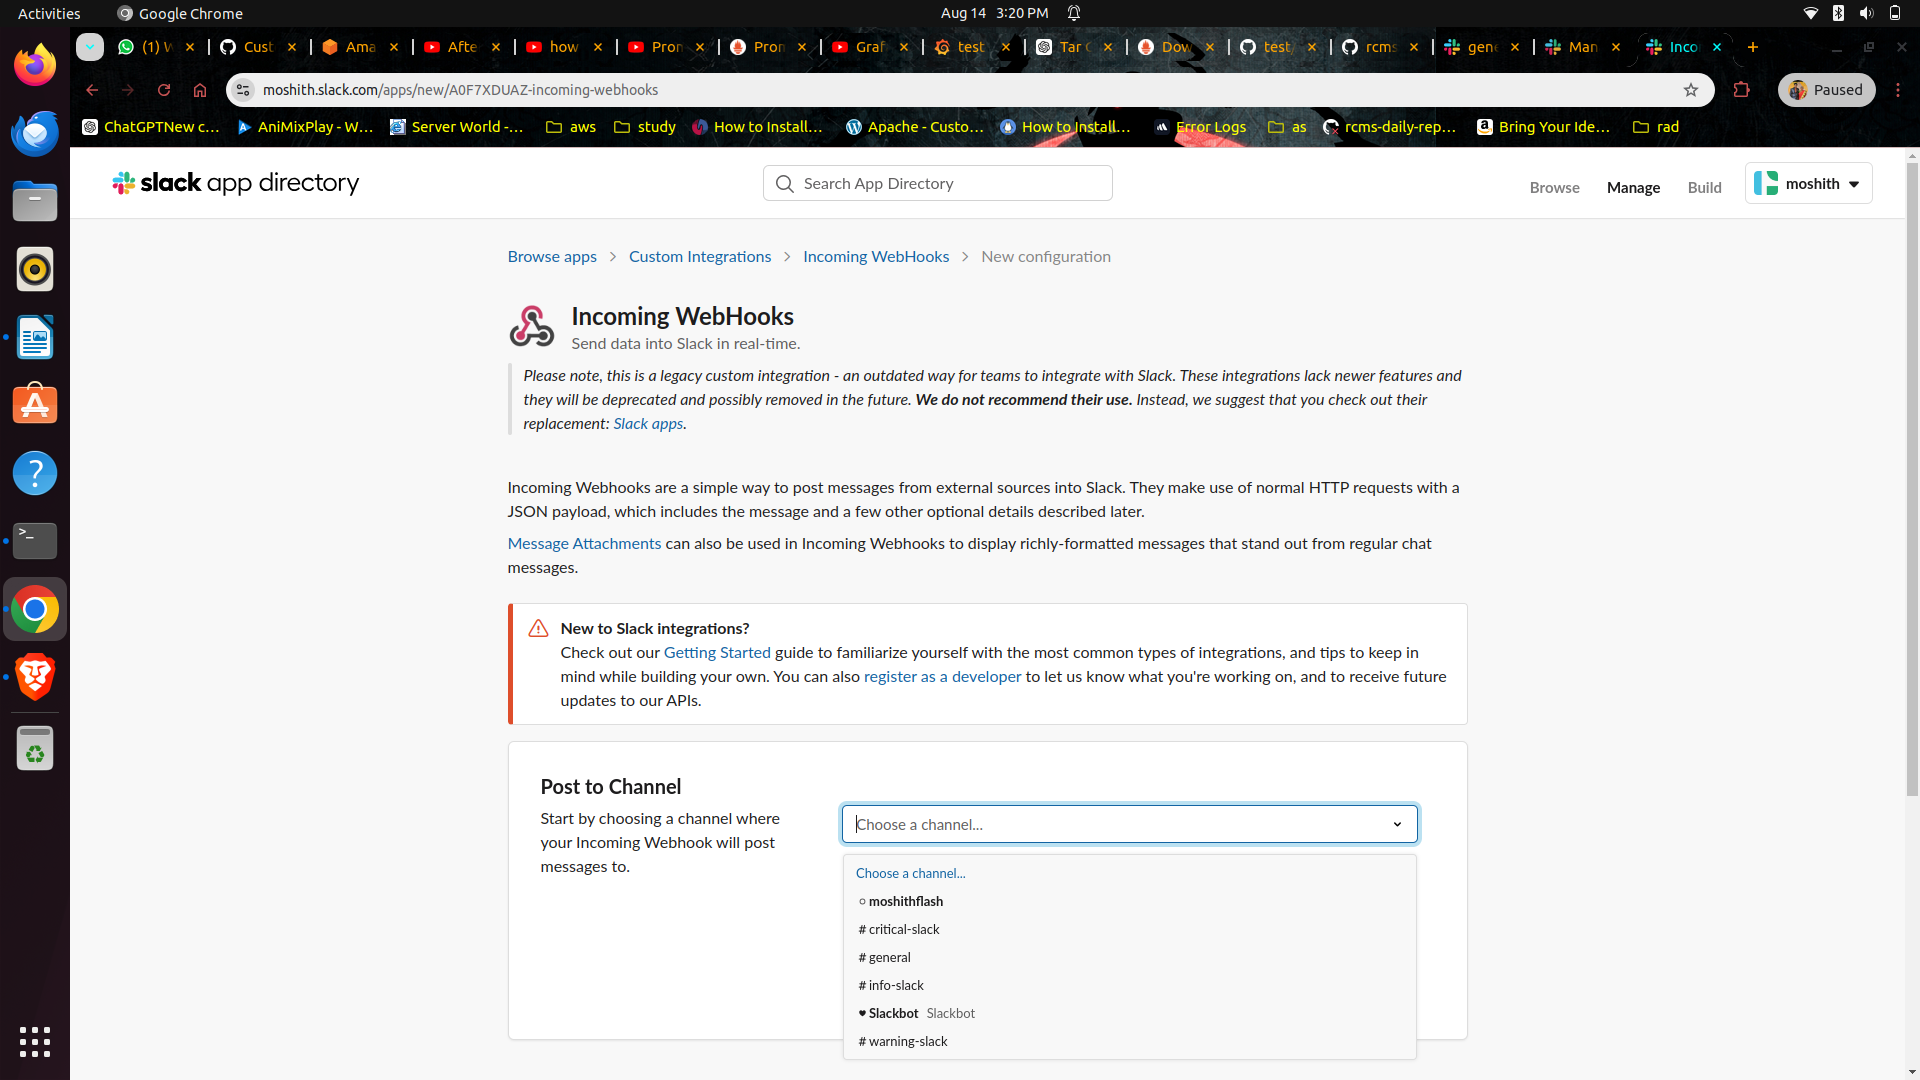 Activities
Google Chrome
Aug 14 3:20 PM
(1) W
Cust
Ama
Afte
how
Pron
Pron
Graf
test
Tar C
Dow
test/
rcms
gene
Man
Inco
moshith.slack.com/apps/new/A0F7XDUAZ-incoming-webhooks
Paused
ChatGPTNew c...
AniMixPlay - W...
Server World -...
aws
study
How to Install...
Apache - Custo...
How to Install...
Error Logs
as
rcms-daily-rep...
Bring Your Ide...
rad
slack app directory
Search App Directory
Browse
Manage
Build
moshith
Browse apps > Custom Integrations > Incoming WebHooks > New configuration
Incoming WebHooks
Send data into Slack in real-time.
Please note, this is a legacy custom integration - an outdated way for teams to integrate with Slack. These integrations lack newer features and
they will be deprecated and possibly removed in the future. We do not recommend their use. Instead, we suggest that you check out their
replacement: Slack apps.
Incoming Webhooks are a simple way to post messages from external sources into Slack. They make use of normal HTTP requests with a
JSON payload, which includes the message and a few other optional details described later.
Message Attachments can also be used in Incoming Webhooks to display richly-formatted messages that stand out from regular chat
messages.
New to Slack integrations?
Check out our Getting Started guide to familiarize yourself with the most common types of integrations, and tips to keep in
mind while building your own. You can also register as a developer to let us know what you're working on, and to receive future
updates to our APIs.
Post to Channel
Start by choosing a channel where
your Incoming Webhook will post
messages to.
Choose a channel...
Choose a channel...
moshithflash
# critical-slack
# general
# info-slack
Slackbot Slackbot
# warning-slack